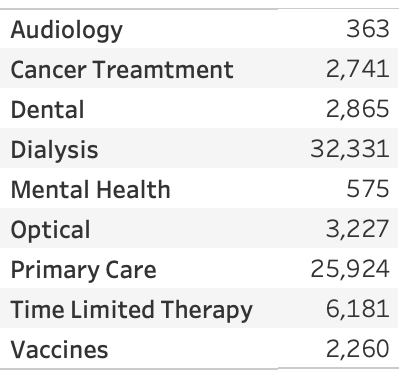 Audiology 363
Cancer Treamtment 2,741
Dental 2,865
Dialysis 32,331
Mental Health 575
Optical 3,227
Primary Care 25,924
Time Limited Therapy 6,181
Vaccines 2,260